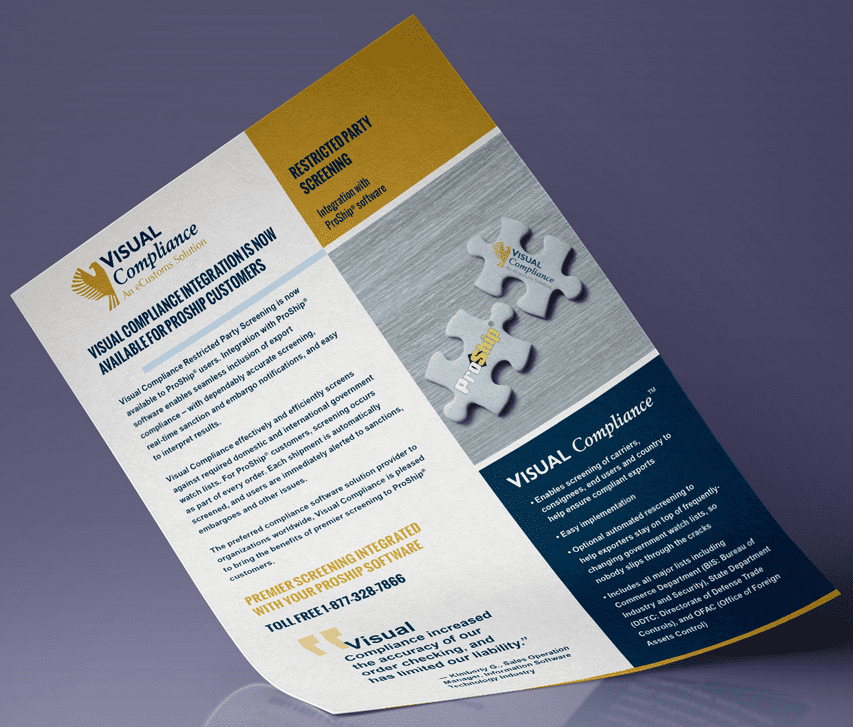 VISUAL
Compliance
An eCustoms Solution
VISUAL COMPLIANCE INTEGRATION IS NOW
AVAILABLE FOR PROSHIP CUSTOMERS
Visual Compliance Restricted Party Screening is now
available to ProShip® users. Integration with ProShip®
software enables seamless inclusion of export
compliance – with dependably accurate screening,
real-time sanction and embargo notifications, and easy
to interpret results.
Visual Compliance effectively and efficiently screens
against required domestic and international government
watch lists. For ProShip® customers, screening occurs
as part of every order. Each shipment is automatically
screened, and users are immediately alerted to sanctions,
embargoes and other issues.
The preferred compliance software solution provider to
organizations worldwide, Visual Compliance is pleased
to bring the benefits of premier screening to ProShip®
customers.
PREMIER SCREENING INTEGRATED
WITH YOUR PROSHIP SOFTWARE
TOLL FREE 1-877-328-7866
“Visual
Compliance increased
the accuracy of our
order checking, and
has limited our liability.”
— Kimberly G., Sales Operation
Manager, Information Software
Technology Industry
RESTRICTED PARTY
SCREENING
Integration with
ProShip® software
VISUAL
Compliance
An eCustoms Solution
ProShip®
VISUAL Compliance™
• Enables screening of carriers,
consignees, end users and country to
help ensure compliant exports
• Easy implementation
• Optional automated rescreening to
help exporters stay on top of frequently-
changing government watch lists, so
nobody slips through the cracks
• Includes all major lists including
Commerce Department (BIS: Bureau of
Industry and Security), State Department
(DDTC: Directorate of Defense Trade
Controls), and OFAC (Office of Foreign
Assets Control)